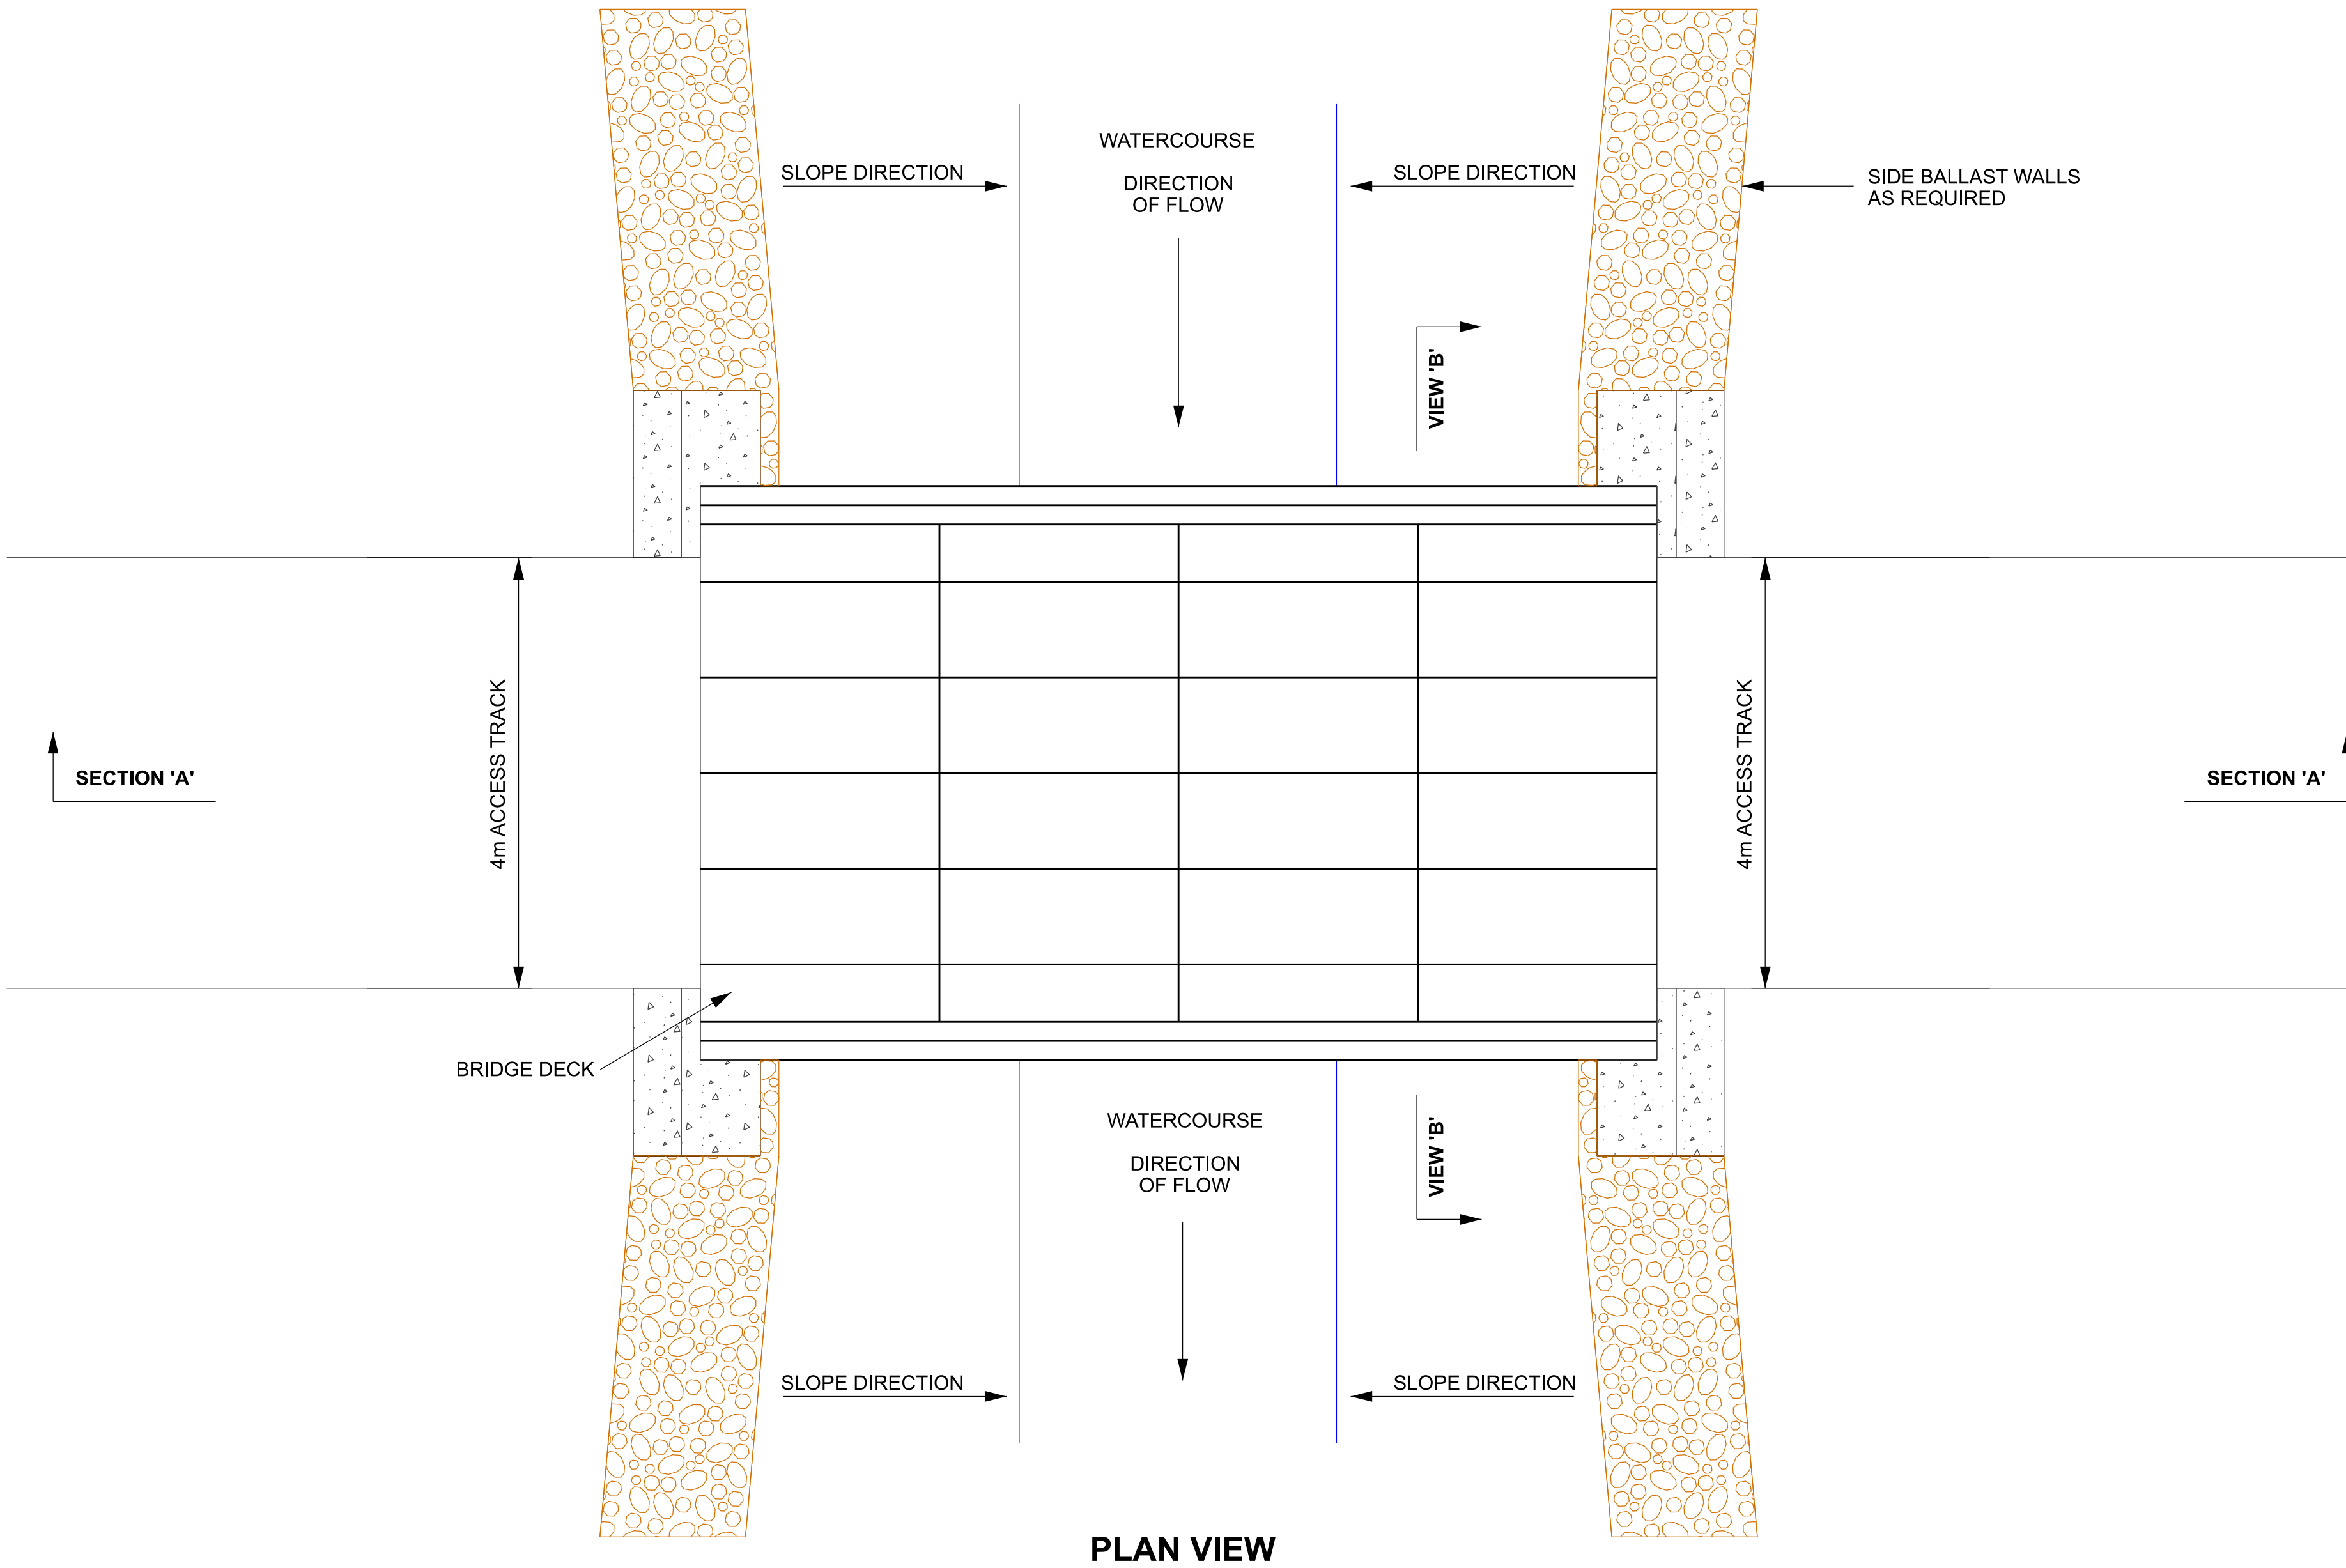 WATERCOURSE
DIRECTION
OF FLOW
SLOPE DIRECTION
SLOPE DIRECTION
SIDE BALLAST WALLS
AS REQUIRED
VIEW 'B'
4m ACCESS TRACK
4m ACCESS TRACK
SECTION 'A'
SECTION 'A'
BRIDGE DECK
WATERCOURSE
DIRECTION
OF FLOW
VIEW 'B'
SLOPE DIRECTION
SLOPE DIRECTION
PLAN VIEW